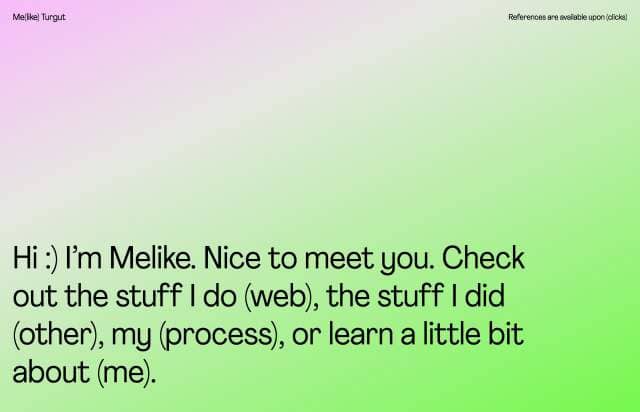 Me(like) Turgut
References are available upon (clicks)
Hi :) I’m Melike. Nice to meet you. Check
out the stuff I do (web), the stuff I did
(other), my (process), or learn a little bit
about (me).